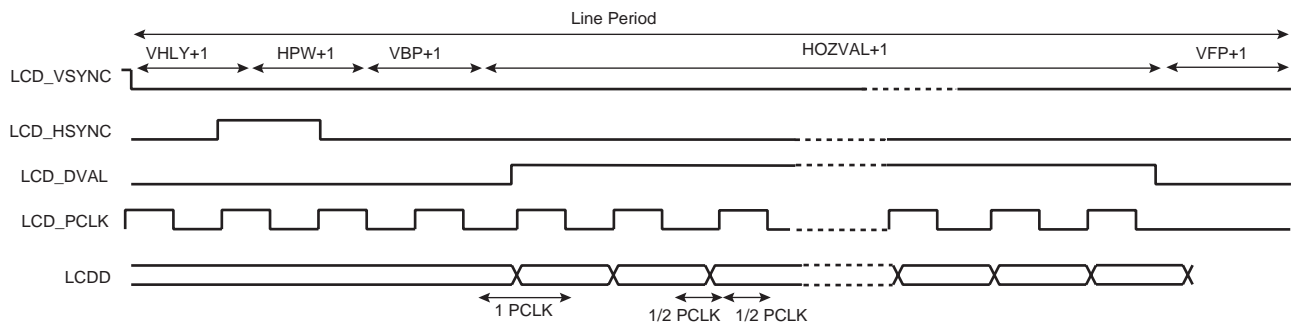 Line Period
VHLY+1 HPW+1 VBP+1 HOZVAL+1 VFP+1
LCD_VSYNC
LCD_HSYNC
LCD_DVAL
LCD_PCLK
LCDD
1 PCLK 1/2 PCLK 1/2 PCLK